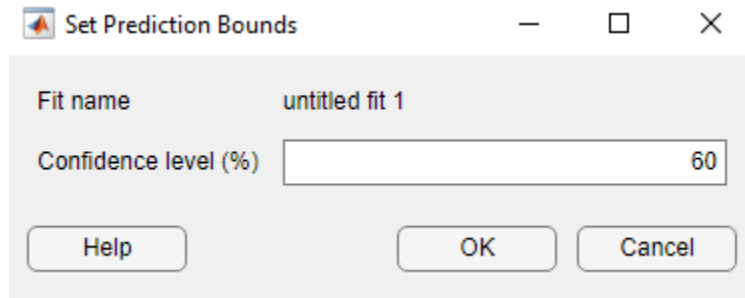 Set Prediction Bounds
Fit name untitled fit 1
Confidence level (%) 60
Help OK Cancel